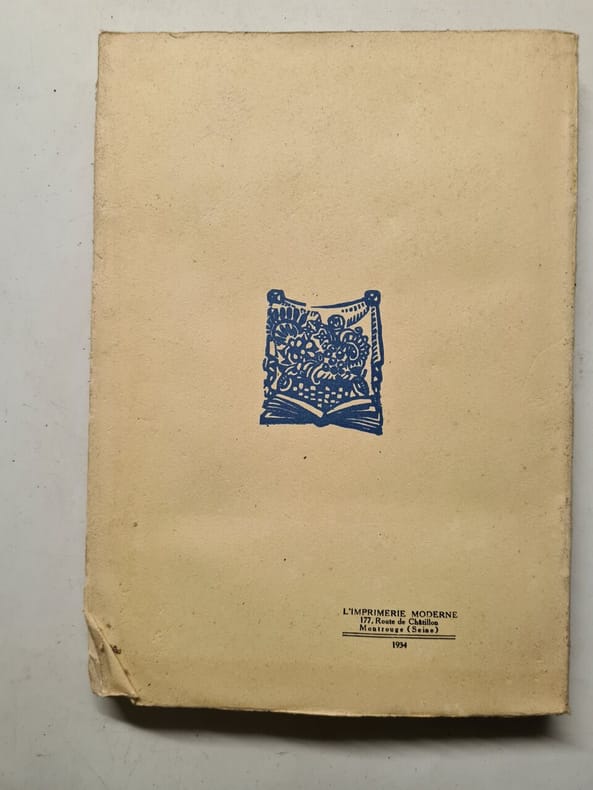 L'IMPRIMERIE MODERNE
177, Route de Châtillon
Montrouge (Seine)
1934